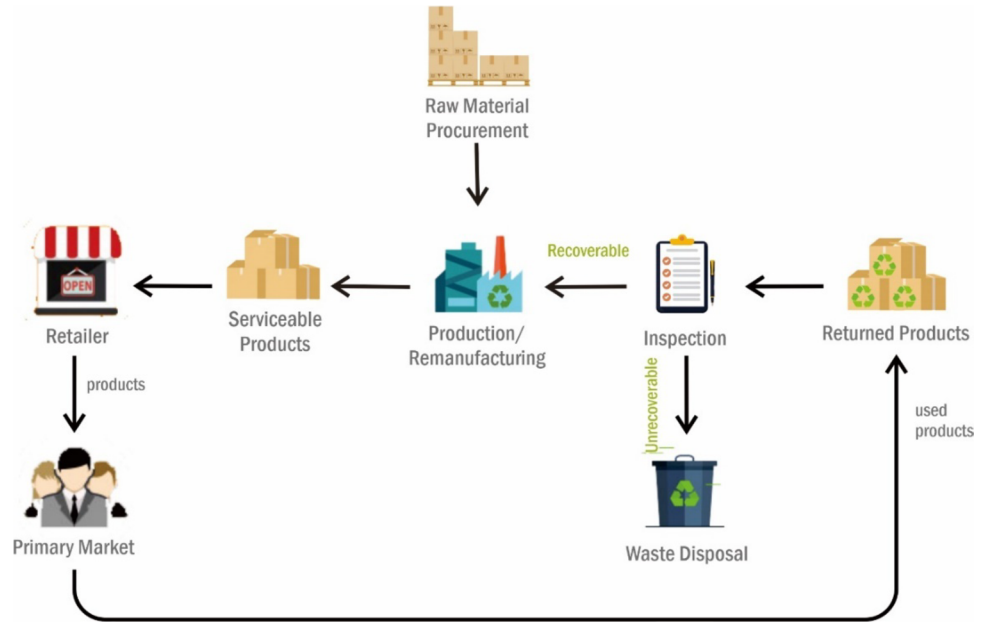 Raw Material
Procurement
Recoverable
OPEN
Retailer
Serviceable
Products
Production/
Remanufacturing
Inspection
Returned Products
products
Unrecoverable
used
products
Primary Market
Waste Disposal